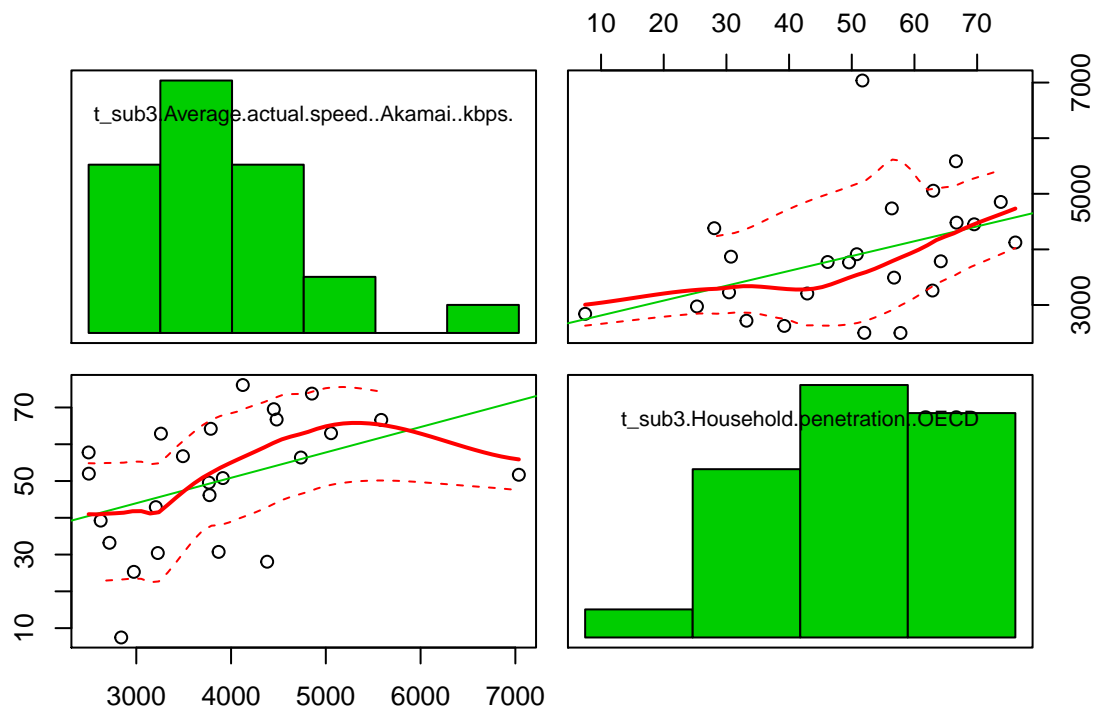 10 20 30 40 50 60 70
t_sub3.Average.actual.speed..Akamai..kbps.
3000 5000 7000
10 30 50 70
t_sub3.Household.penetration..OECD
3000 4000 5000 6000 7000